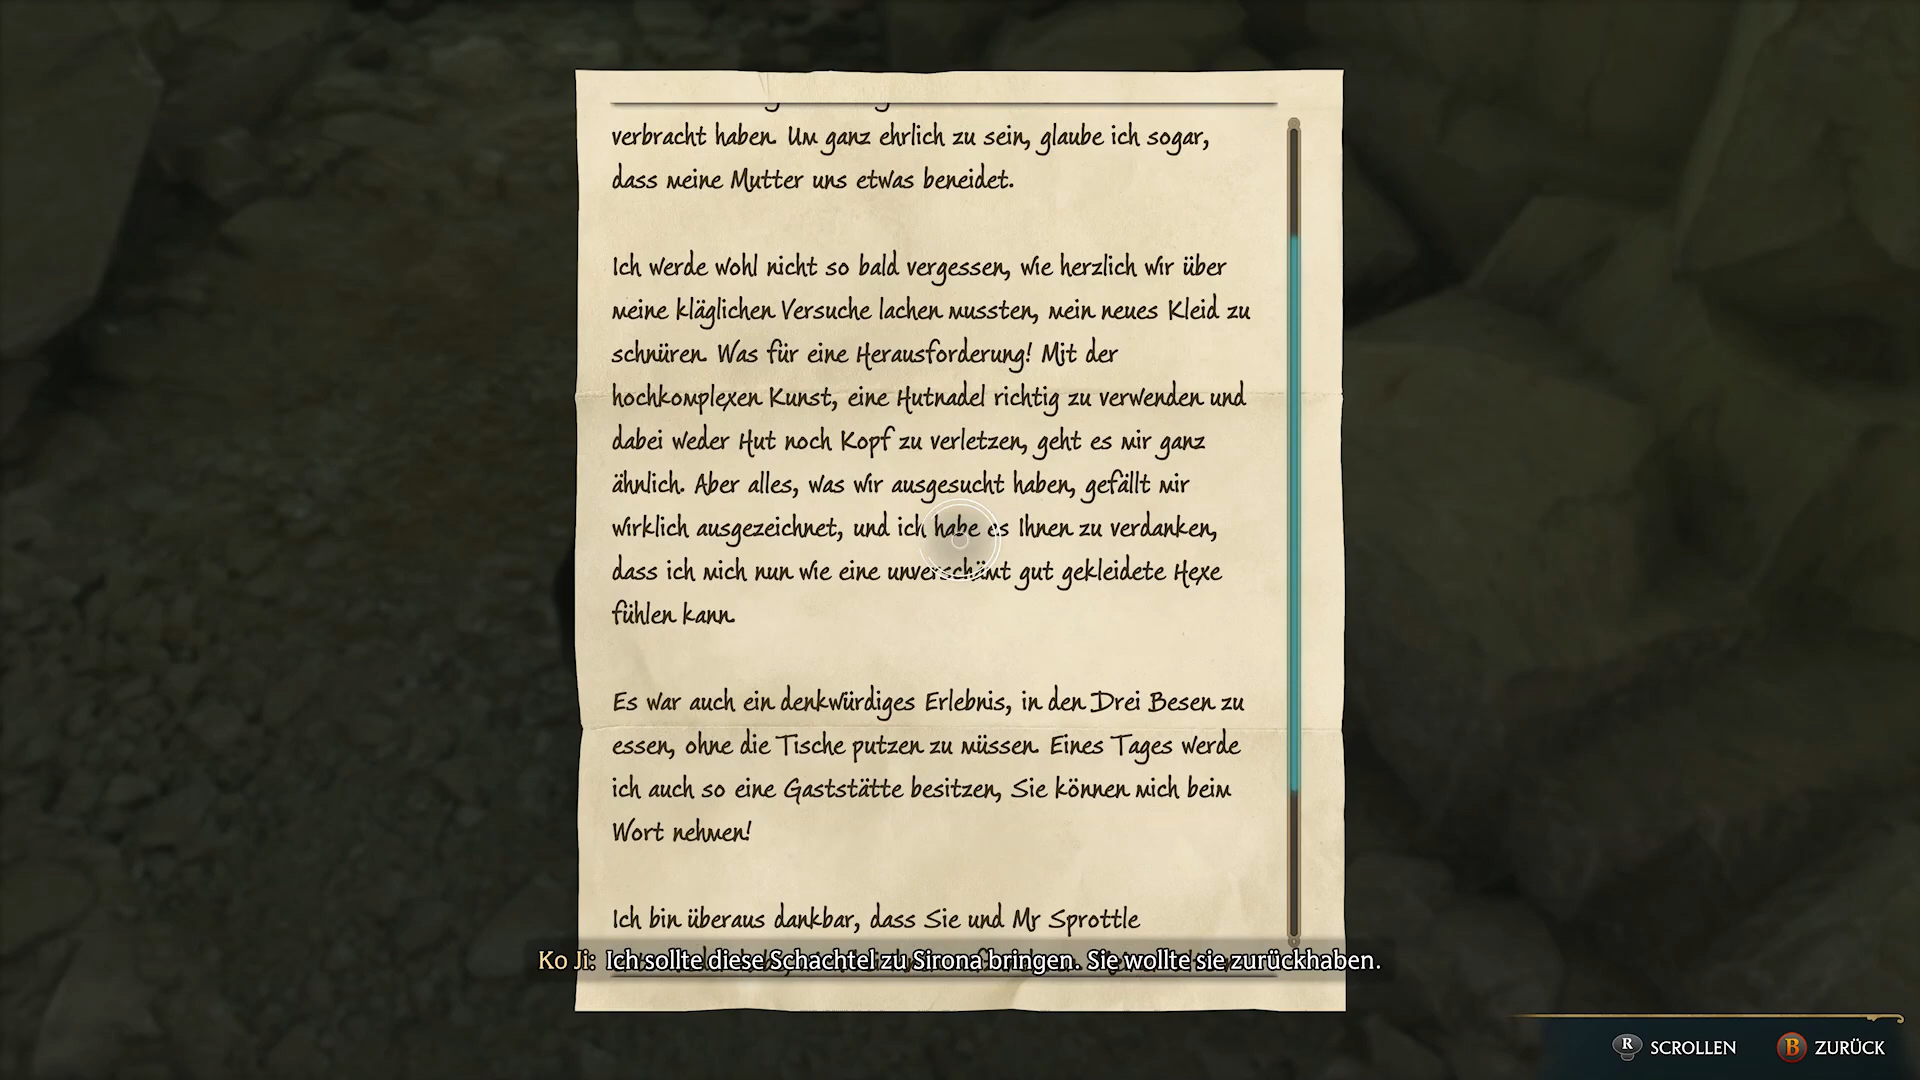 verbracht haben. Um ganz ehrlich zu sein, glaube ich sogar,
dass meine Mutter uns etwas beneidet.
Ich werde wohl nicht so bald vergessen, wie herzlich wir über
meine kläglichen Versuche lachen mussten, mein neues Kleid zu
schnüren. Was für eine Herausforderung! Mit der
hochkomplexen Kunst, eine Hutnadel richtig zu verwenden und
dabei weder Hut noch Kopf zu verletzen, geht es mir ganz
ähnlich. Aber alles, was wir ausgesucht haben, gefällt mir
wirklich ausgezeichnet, und ich habe es Ihnen zu verdanken,
dass ich mich nun wie eine unverschämt gut gekleidete Hexe
fühlen kann.
Es war auch ein denkwürdiges Erlebnis, in den Drei Besen zu
essen, ohne die Tische putzen zu müssen. Eines Tages werde
ich auch so eine Gaststätte besitzen, Sie können mich beim
Wort nehmen!
Ich bin überaus dankbar, dass Sie und Mr Sprottle
Ko Ji: Ich sollte diese Schachtel zu Sirona bringen. Sie wollte sie zurückhaben.
R SCROLLEN B ZURÜCK